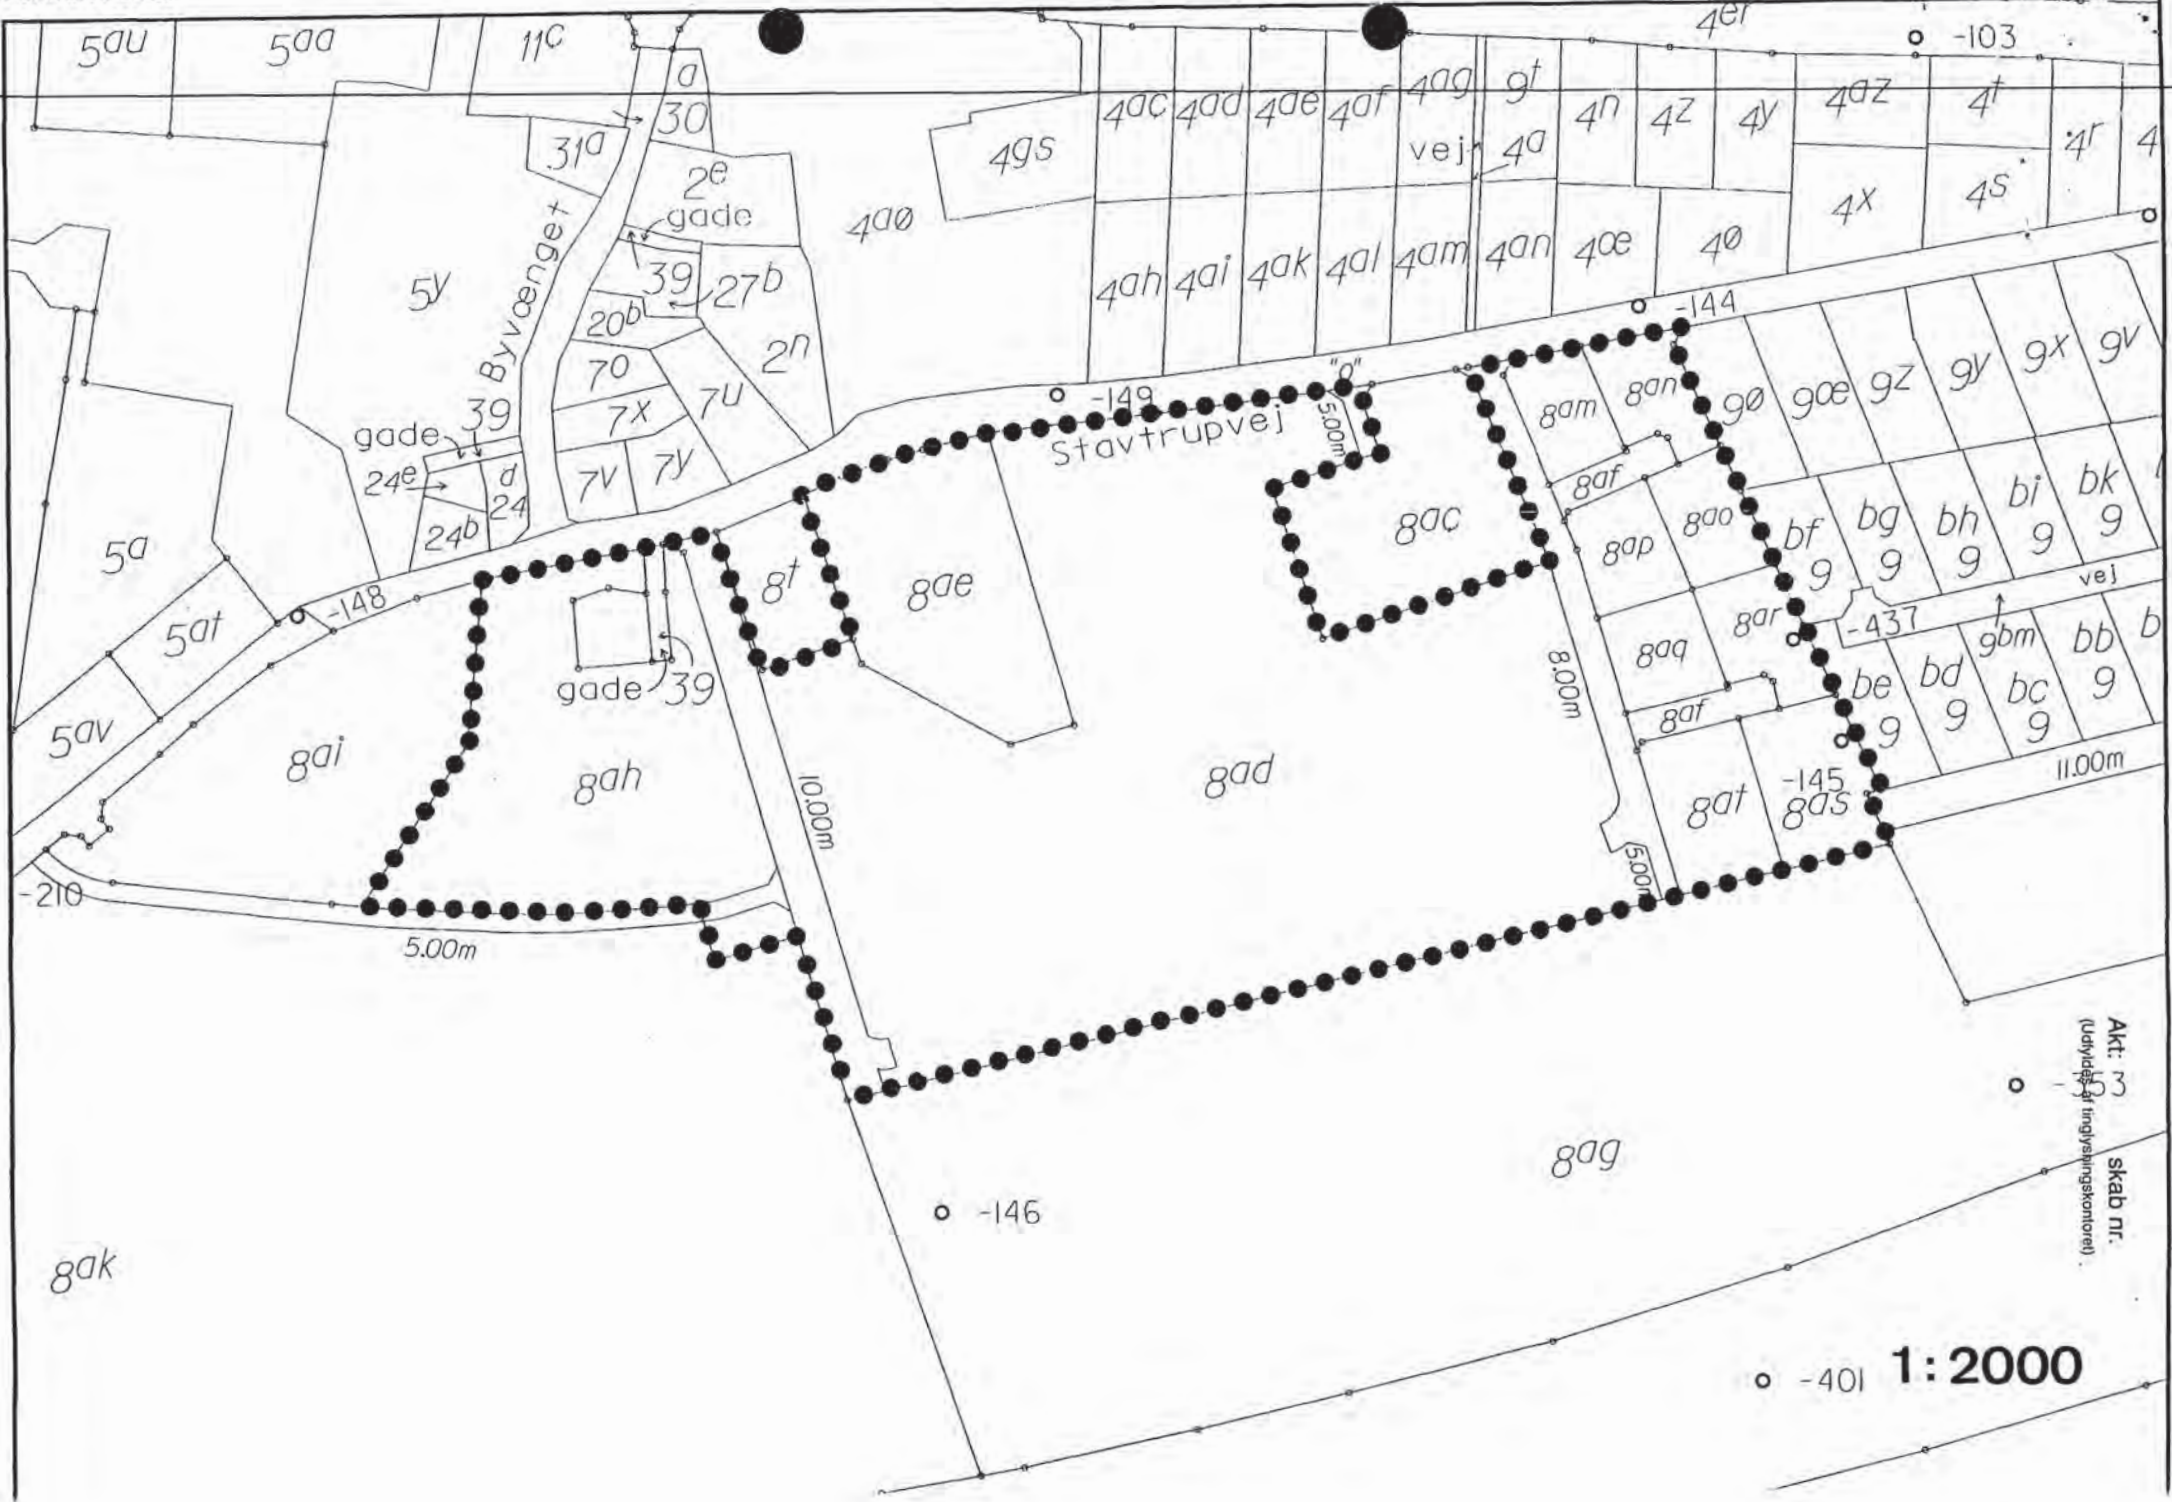 5au 5aa 11c 4er -103
a
30
31a 2e
4ac 4ad 4ae 4af 4ag 9t 4n 4z 4y 4az 4t 4r 4
4gs vej 4a
4x 4s
gade
4aø
39 27b
5y Byvænget
4ah 4ai 4ak 4al 4am 4an 4œ 4ø
20b 2n
-144
7o
7x 7u
-149 "o"
Stavtrupvej 5.00m
8am 8an 9ø 9œ 9z 9y 9x 9v
39
gade
24e d
24
24b
7v 7y
8af
8aç
8ap 8ao
bf
9
bg
9
bh
9
bi
9
bk
9
vej
5a 8t 8ae
-148
5at
8ar -437
9bm
8aq
gade 39
8.00m
be
9
bd
9
bc
9
bb
9
b
5av
8ai 8ah 10.00m 8ad
8af
-145
8at 8as
11.00m
5.00m
-210
5.00m
Akt: skab nr.
(Udfyldes af tinglysningskontoret)
-353
8ag
-146
8ak
-401 1:2000